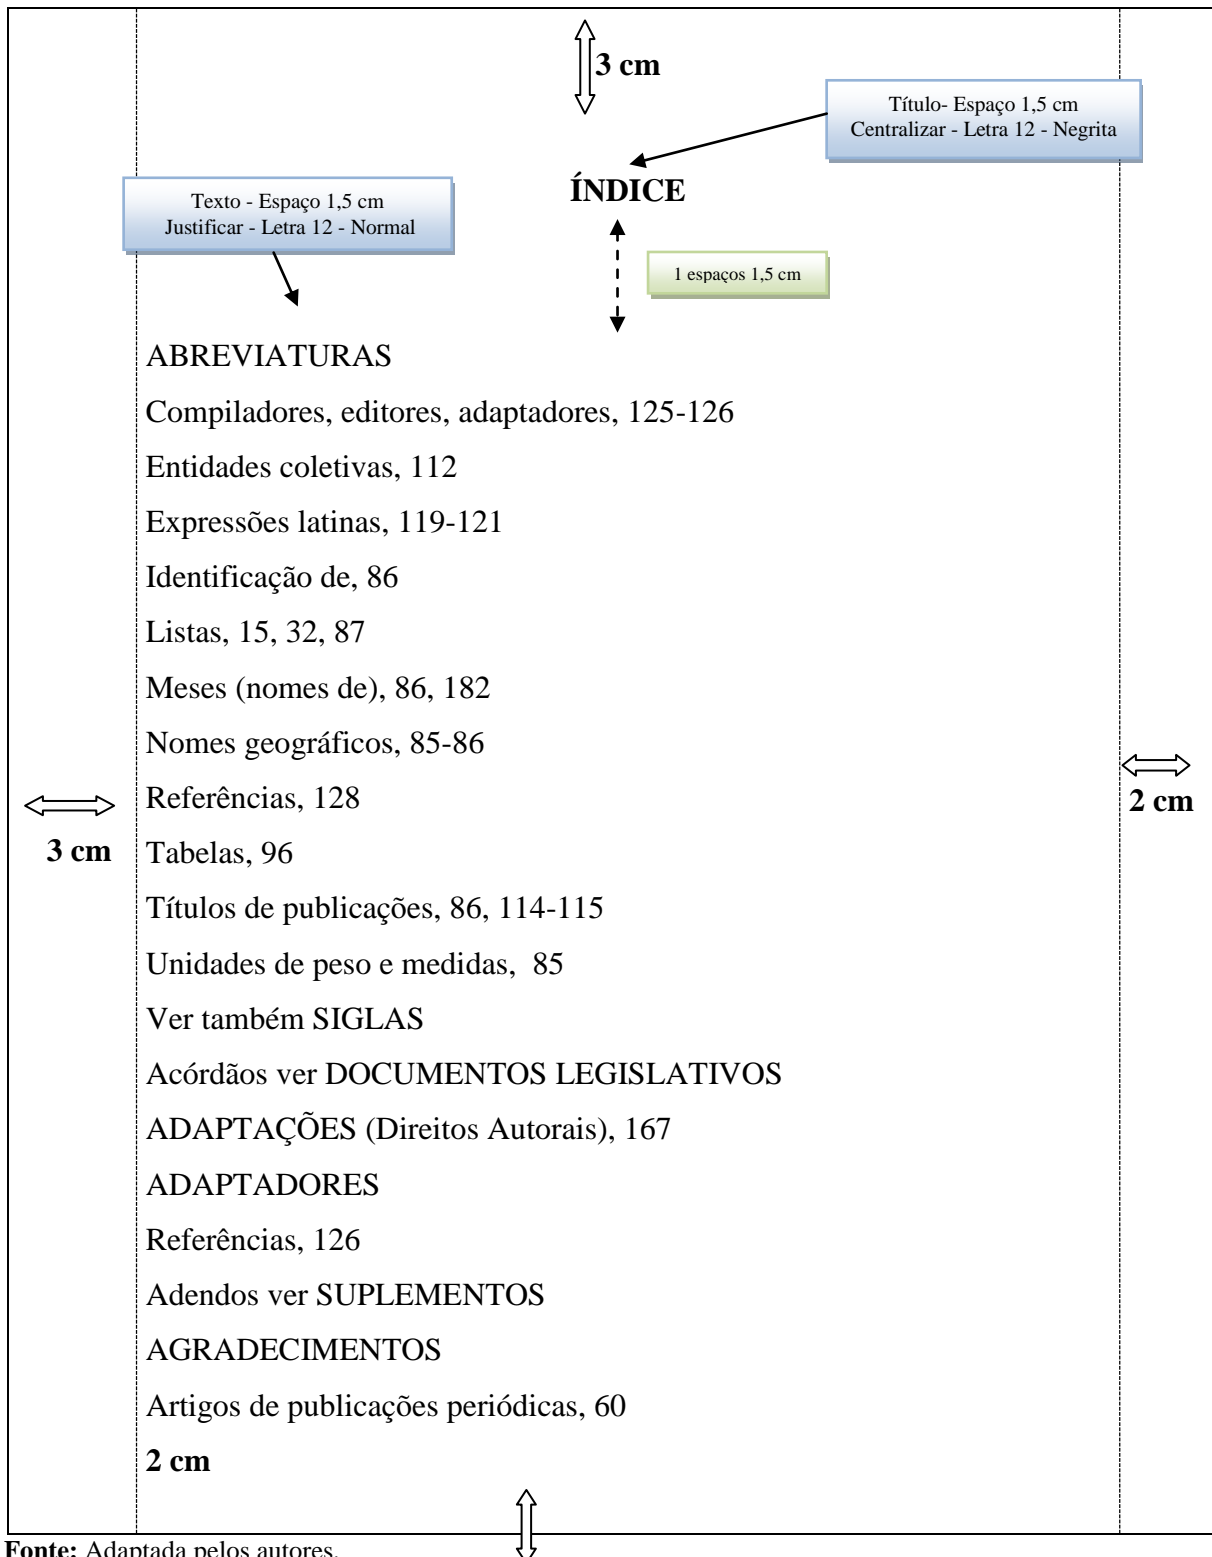 3 cm
Título- Espaço 1,5 cm
Centralizar - Letra 12 - Negrita
ÍNDICE
Texto - Espaço 1,5 cm
Justificar - Letra 12 - Normal
1 espaços 1,5 cm
ABREVIATURAS
Compiladores, editores, adaptadores, 125-126
Entidades coletivas, 112
Expressões latinas, 119-121
Identificação de, 86
Listas, 15, 32, 87
Meses (nomes de), 86, 182
Nomes geográficos, 85-86
Referências, 128
2 cm
3 cm
Tabelas, 96
Títulos de publicações, 86, 114-115
Unidades de peso e medidas,  85
Ver também SIGLAS
Acórdãos ver DOCUMENTOS LEGISLATIVOS
ADAPTAÇÕES (Direitos Autorais), 167
ADAPTADORES
Referências, 126
Adendos ver SUPLEMENTOS
AGRADECIMENTOS
Artigos de publicações periódicas, 60
2 cm
Fonte: Adaptada pelos autores.